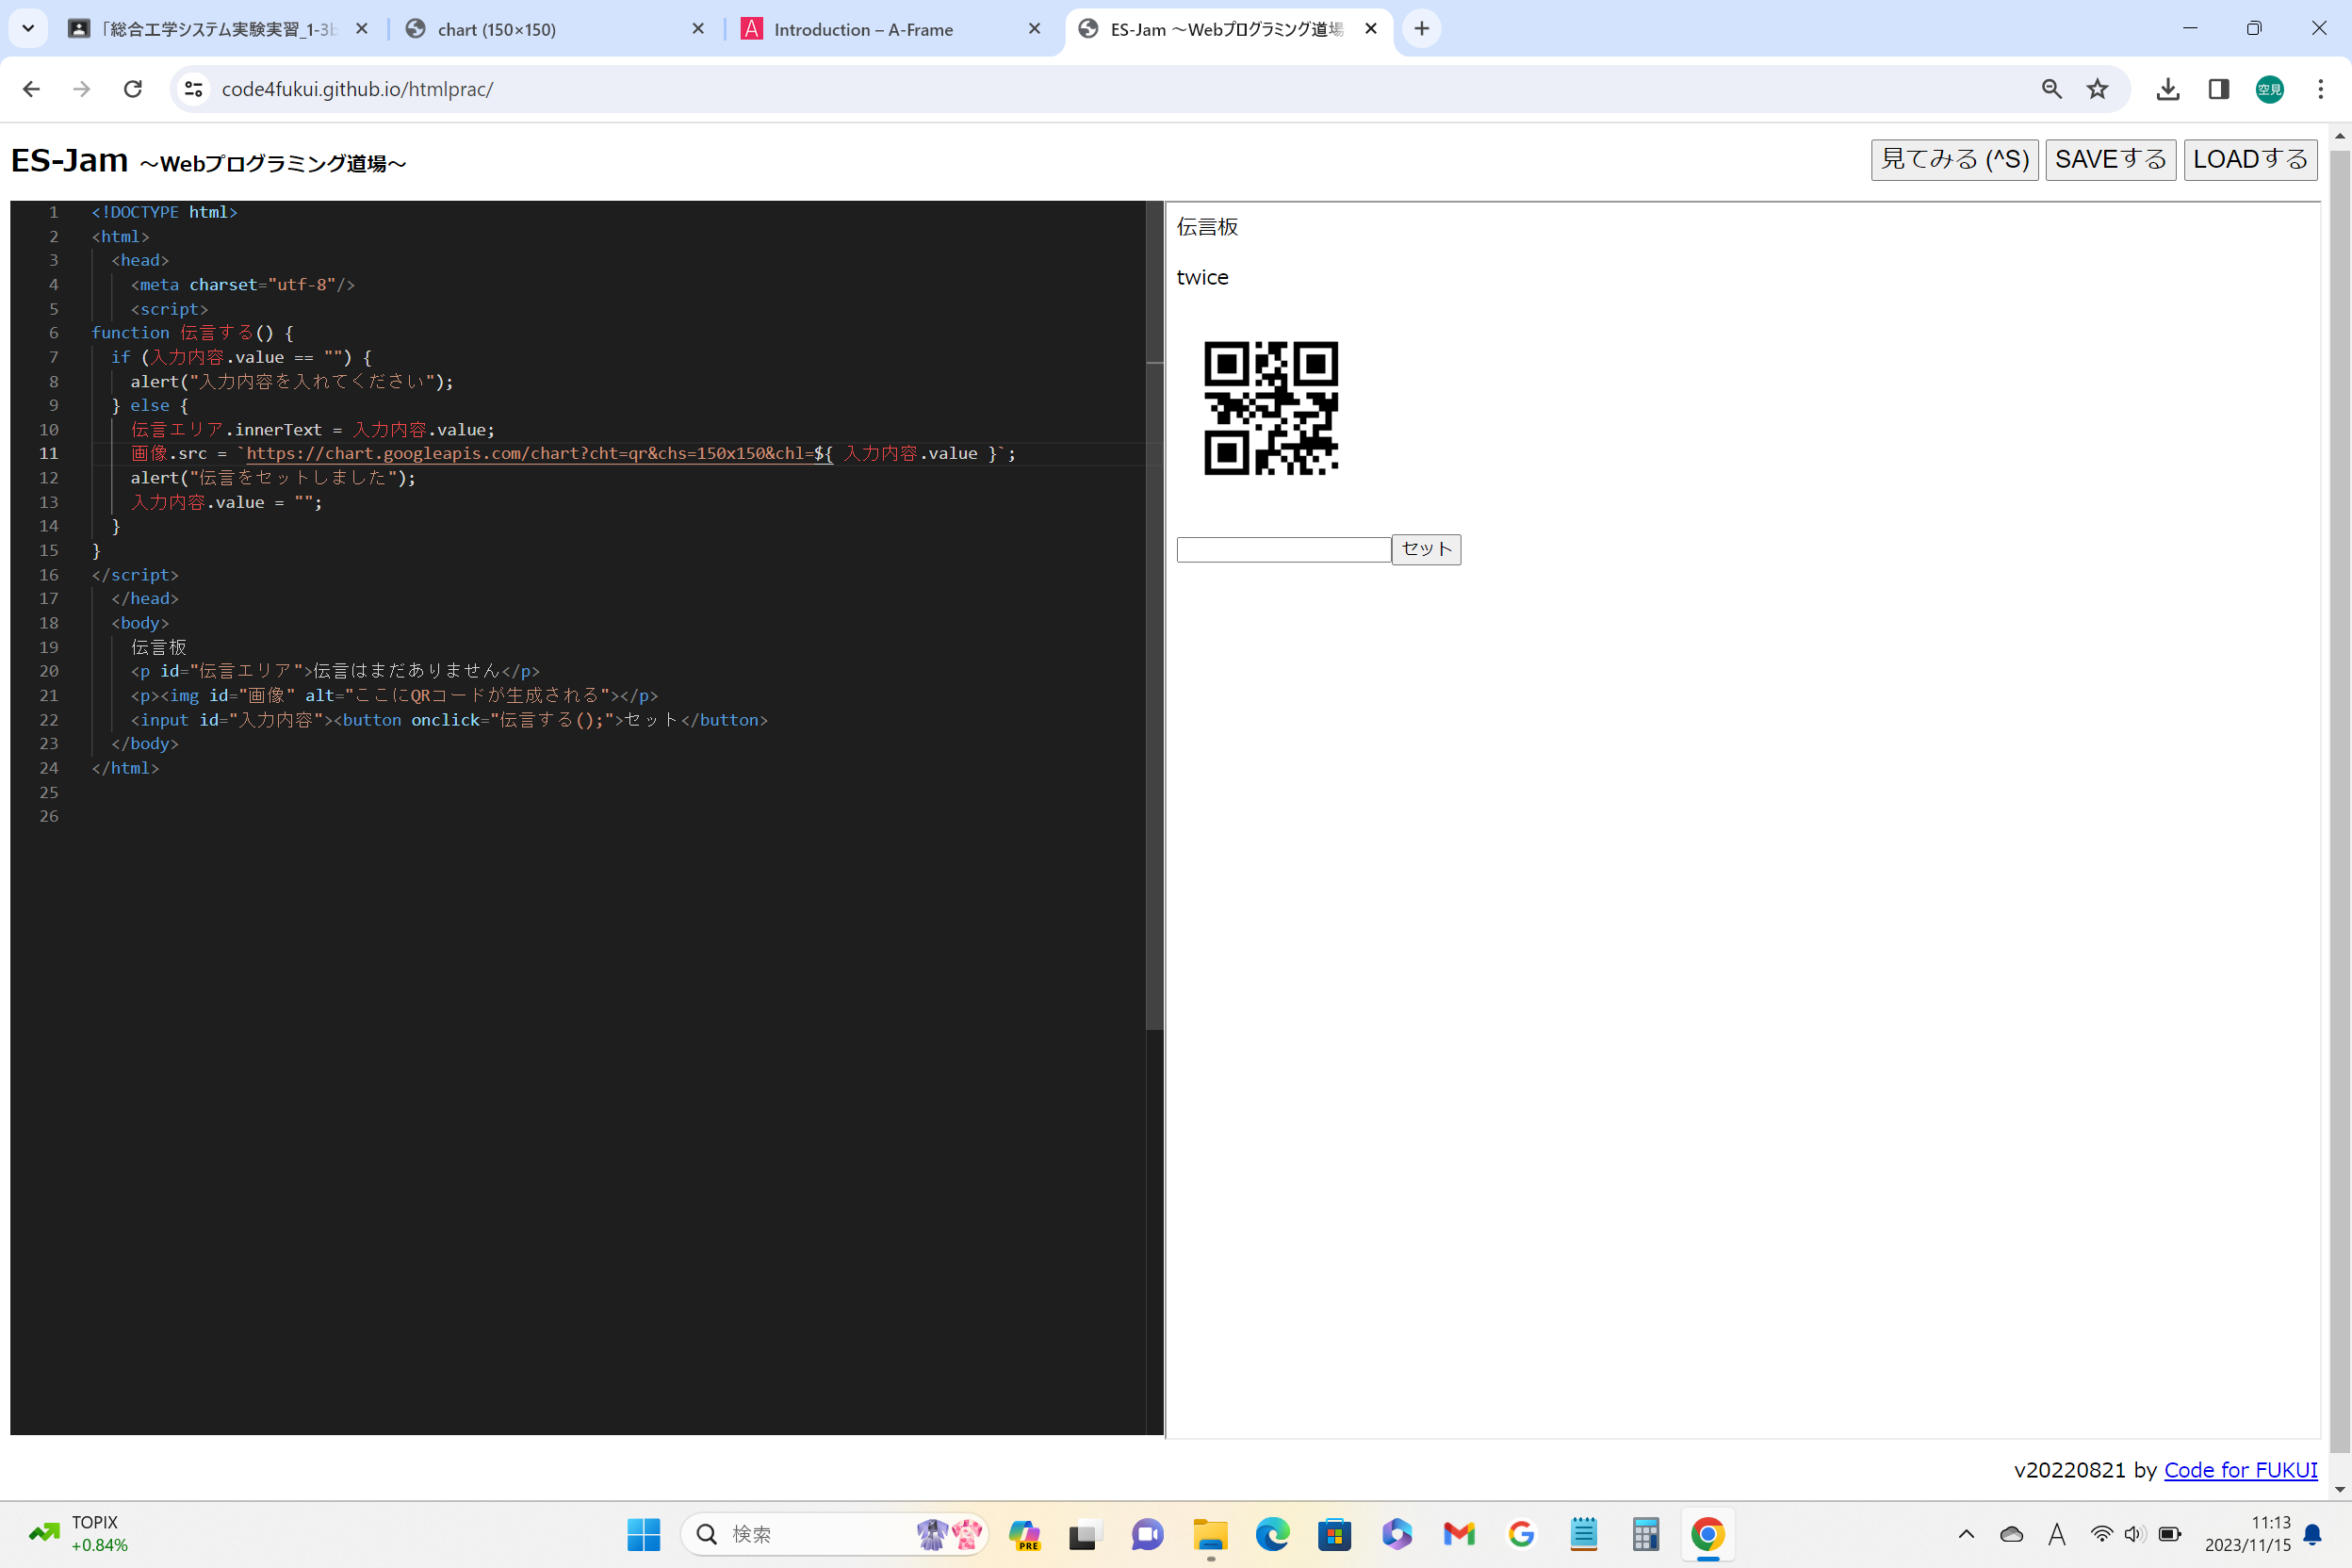 「総合工学システム実験実習_1-3b
chart (150×150)
Introduction – A-Frame
ES-Jam ～Webプログラミング道場
code4fukui.github.io/htmlprac/
空見
ES-Jam ～Webプログラミング道場～
見てみる (^S)
SAVEする
LOADする
1 <!DOCTYPE html>
2 <html>
3 <head>
4 <meta charset="utf-8"/>
5 <script>
6 function 伝言する() {
7 if (入力内容.value == "") {
8 alert("入力内容を入れてください");
9 } else {
10 伝言エリア.innerText = 入力内容.value;
11 画像.src = `https://chart.googleapis.com/chart?cht=qr&chs=150x150&chl=${ 入力内容.value }`;
12 alert("伝言をセットしました");
13 入力内容.value = "";
14 }
15 }
16 </script>
17 </head>
18 <body>
19 伝言板
20 <p id="伝言エリア">伝言はまだありません</p>
21 <p><img id="画像" alt="ここにQRコードが生成される"></p>
22 <input id="入力内容"><button onclick="伝言する();">セット</button>
23 </body>
24 </html>
25
26
伝言板
twice
セット
v20220821 by Code for FUKUI
TOPIX
+0.84%
検索
PRE
A
11:13
2023/11/15